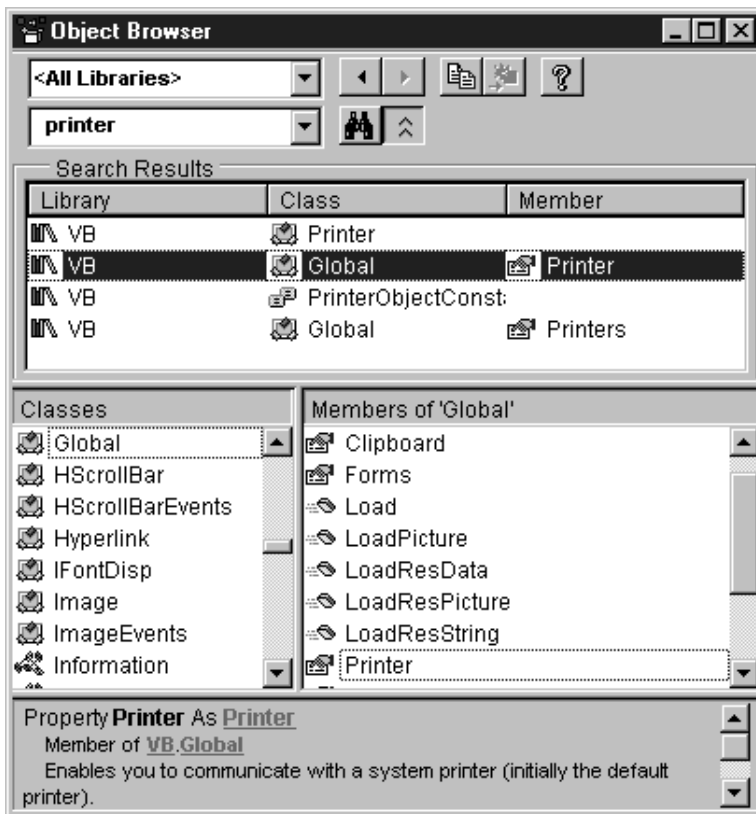 Object Browser
<All Libraries>
printer
Search Results
Library Class Member
VB Printer
VB Global Printer
VB PrinterObjectConst
VB Global Printers
Classes Members of 'Global'
Global Clipboard
HScrollBar Forms
HScrollBarEvents Load
Hyperlink LoadPicture
IFontDisp LoadResData
Image LoadResPicture
ImageEvents LoadResString
Information Printer
Property Printer As Printer
Member of VB.Global
Enables you to communicate with a system printer (initially the default
printer).